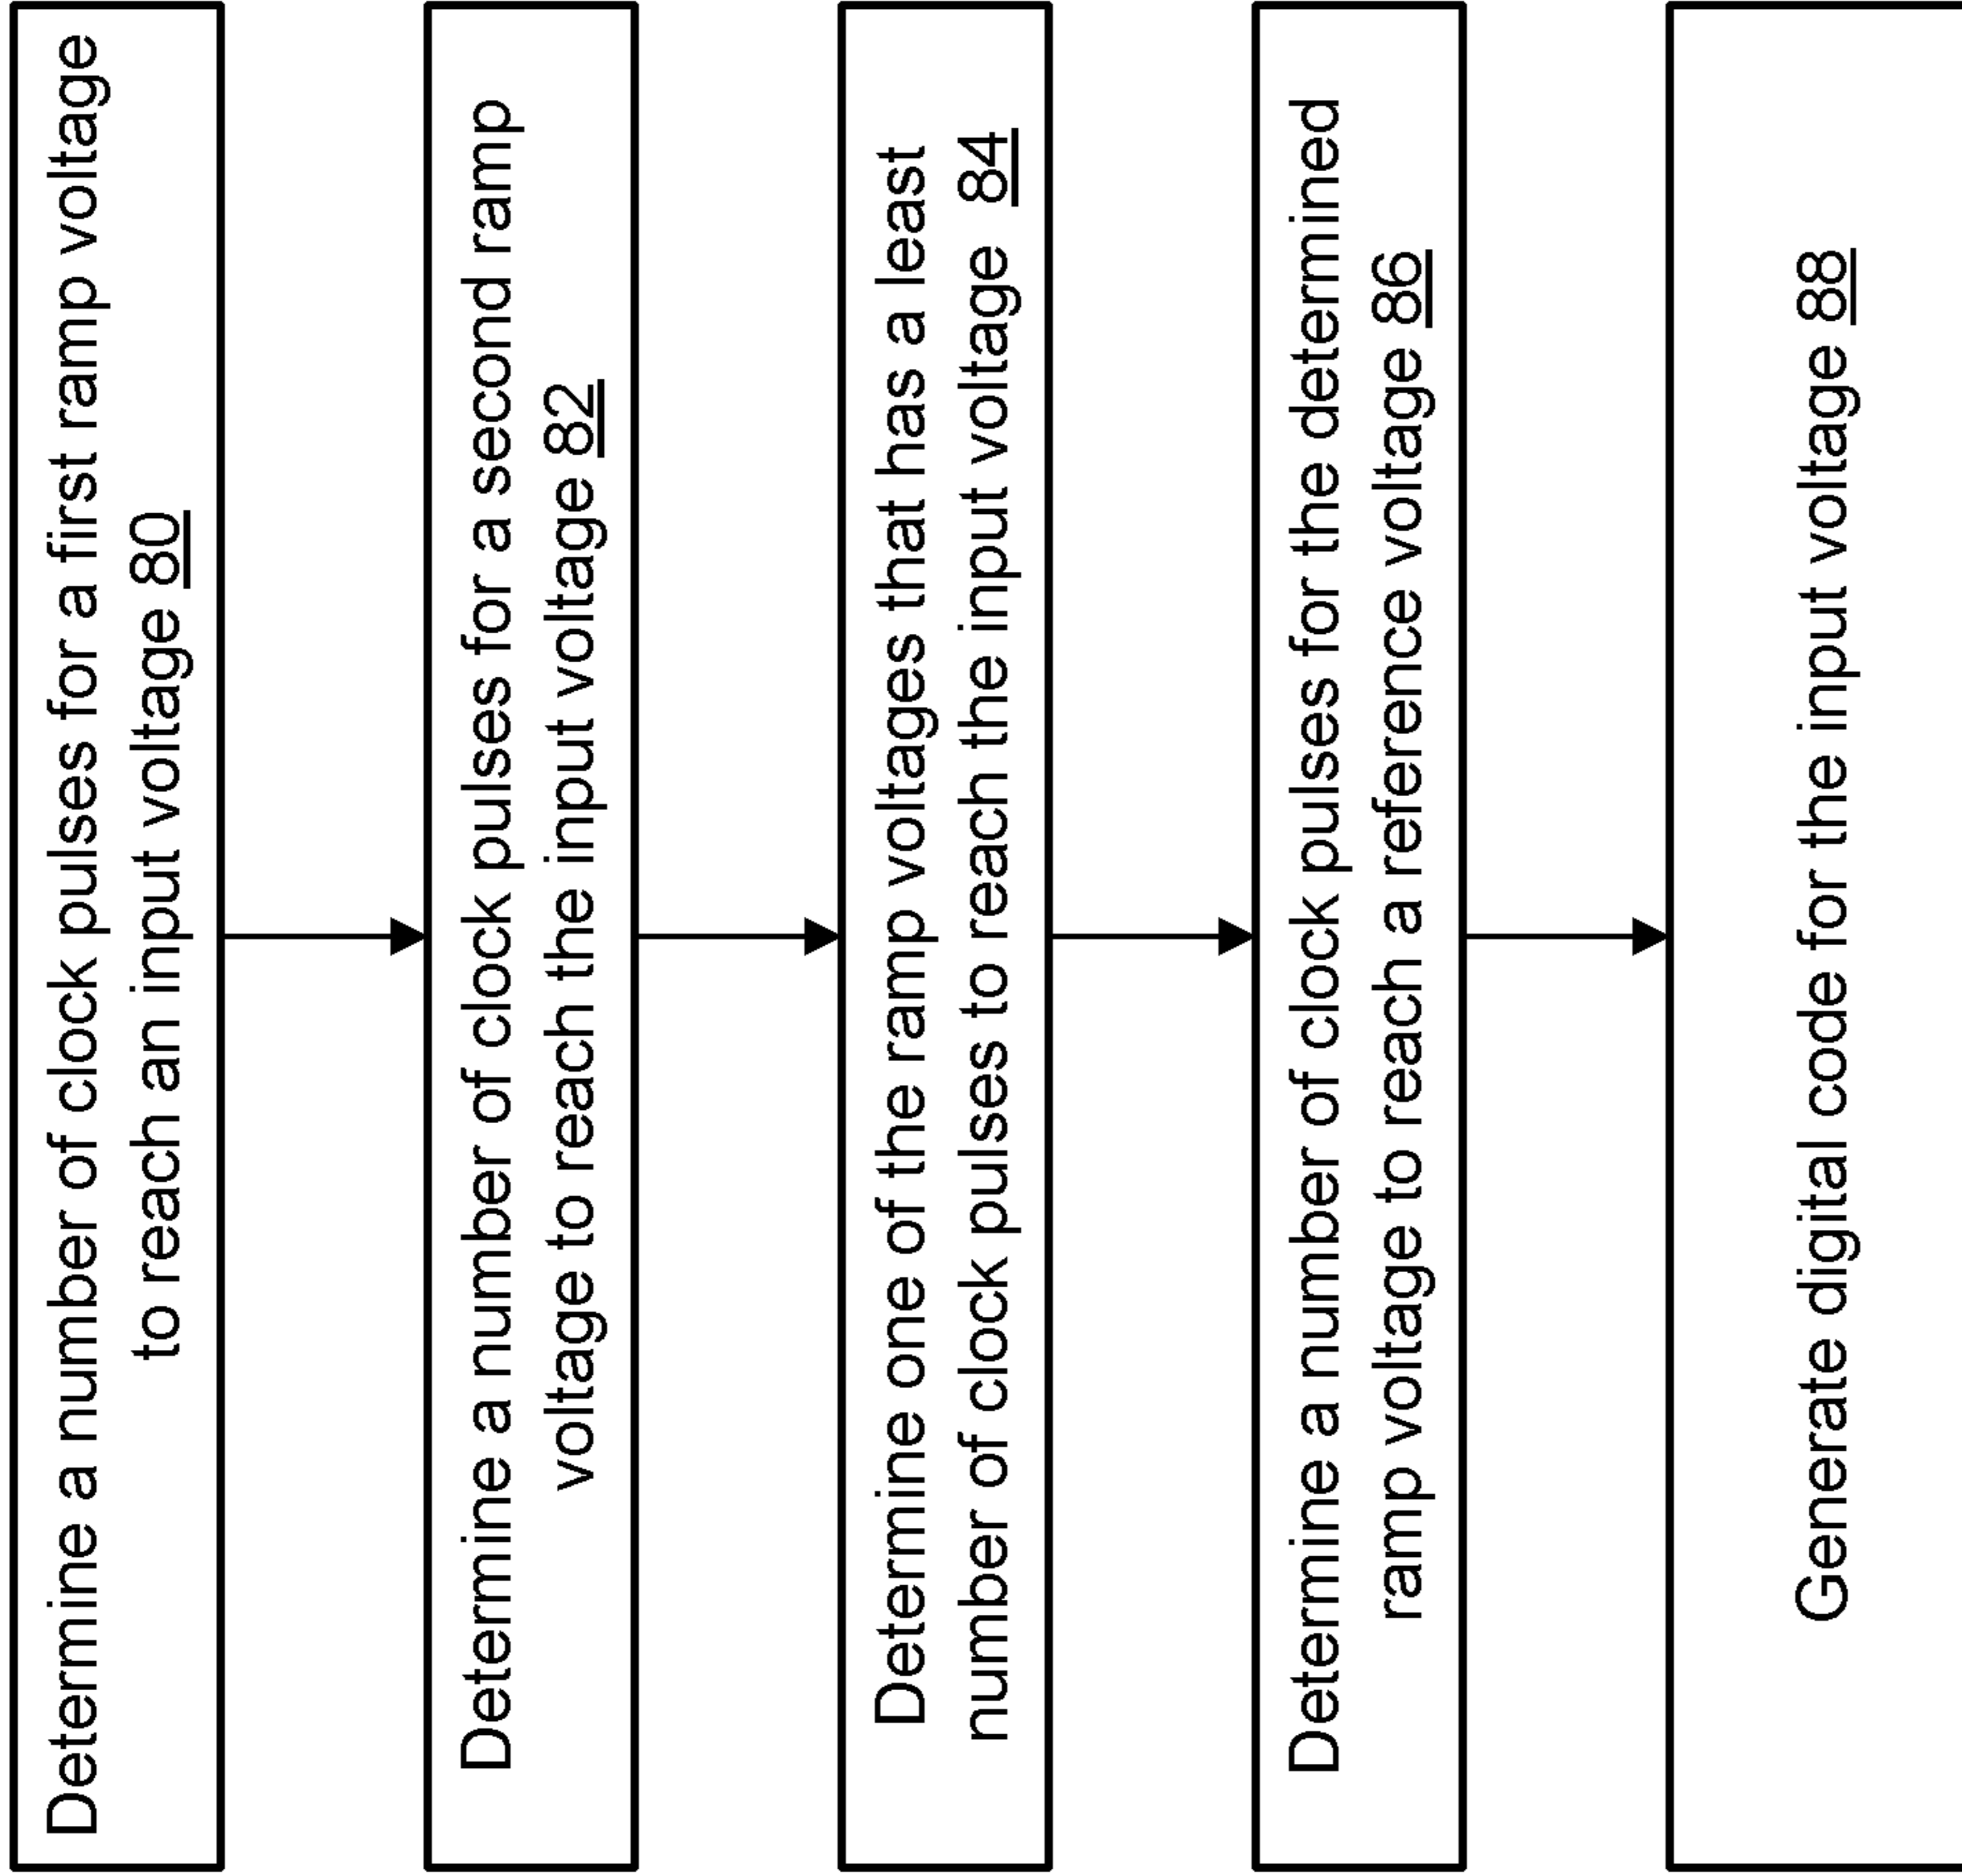 Determine a number of clock pulses for a first ramp voltage
to reach an input voltage 80
Determine a number of clock pulses for a second ramp
voltage to reach the input voltage 82
Determine one of the ramp voltages that has a least
number of clock pulses to reach the input voltage 84
Determine a number of clock pulses for the determined
ramp voltage to reach a reference voltage 86
Generate digital code for the input voltage 88